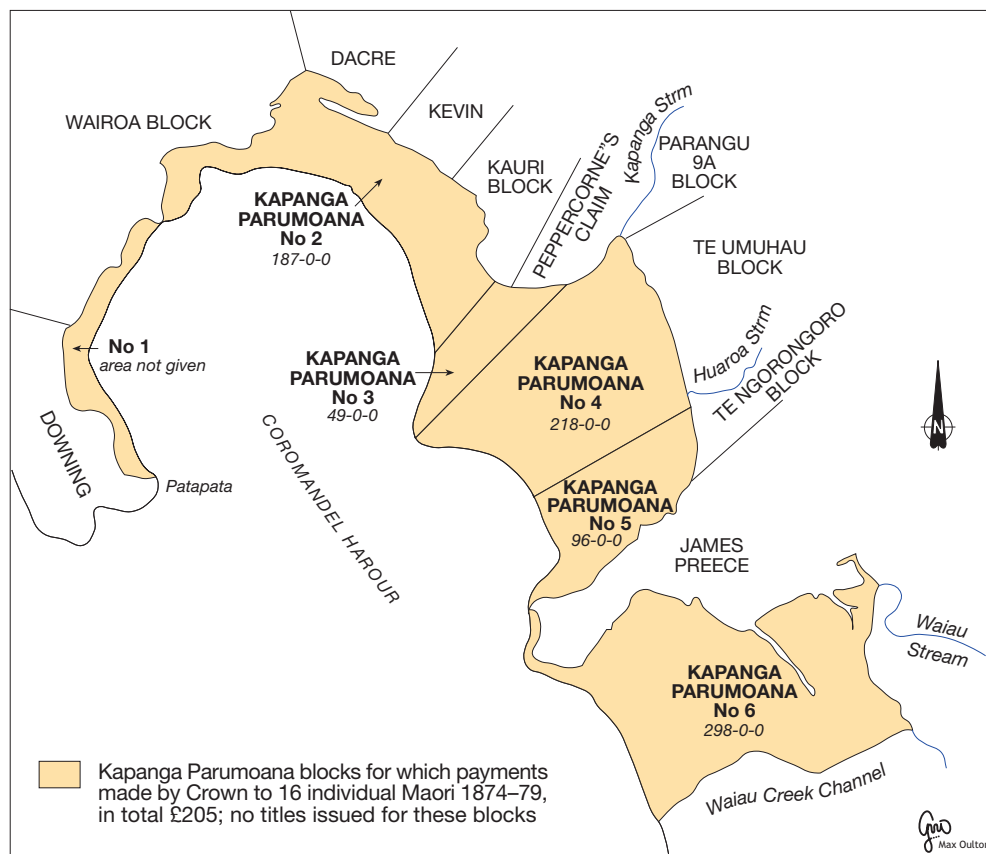 DACRE
WAIROA BLOCK
KEVIN
KAURI
BLOCK
PEPPERCORNE"S
CLAIM
Kapanga Strm
PARANGU
9A
BLOCK
TE UMUHAU
BLOCK
KAPANGA
PARUMOANA
No 2
187-0-0
No 1
area not given
KAPANGA
PARUMOANA
No 3
49-0-0
KAPANGA
PARUMOANA
No 4
218-0-0
Huaroa Strm
TE NGORONGORO
BLOCK
DOWNING
Patapata
COROMANDEL HAROUR
KAPANGA
PARUMOANA
No 5
96-0-0
N
JAMES
PREECE
Waiau
Stream
KAPANGA
PARUMOANA
No 6
298-0-0
Waiau Creek Channel
Kapanga Parumoana blocks for which payments
made by Crown to 16 individual Maori 1874–79,
in total £205; no titles issued for these blocks
Max Oulton